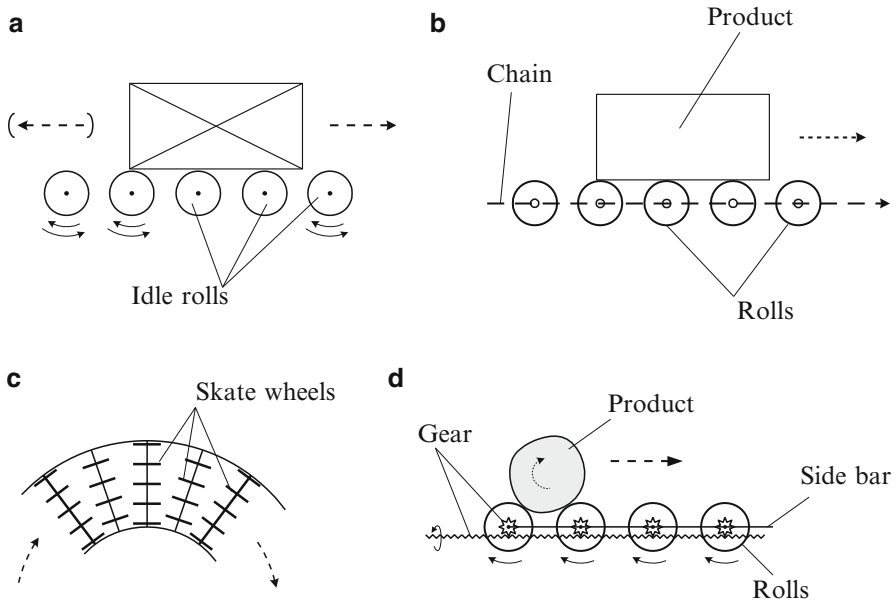 a
Idle rolls
b
Product
Chain
Rolls
c
Skate wheels
d
Product
Gear
Side bar
Rolls